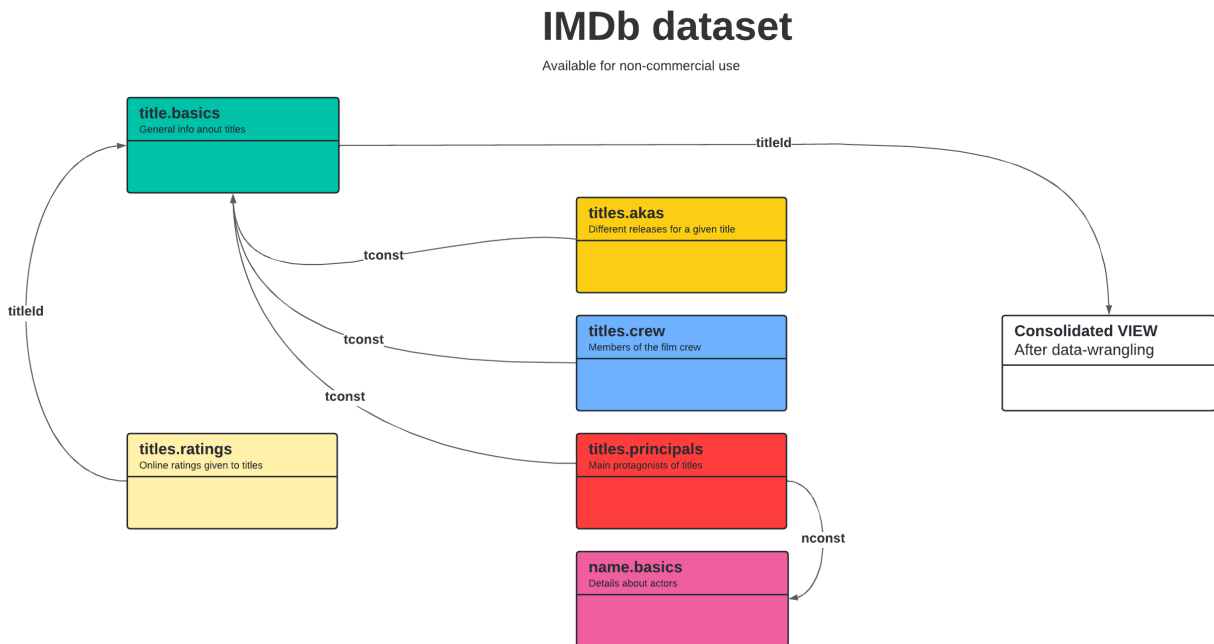 IMDb dataset
Available for non-commercial use
title.basics
General info anout titles
titleId
titles.akas
Different releases for a given title
tconst
titleId
titles.crew
Members of the film crew
tconst
Consolidated VIEW
After data-wrangling
tconst
titles.ratings
Online ratings given to titles
titles.principals
Main protagonists of titles
nconst
name.basics
Details about actors